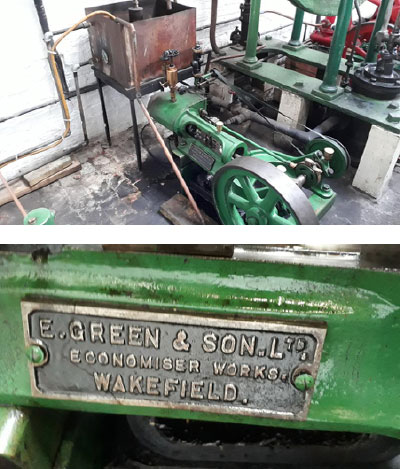 E. GREEN & SON. LTD.
ECONOMISER WORKS.
WAKEFIELD.